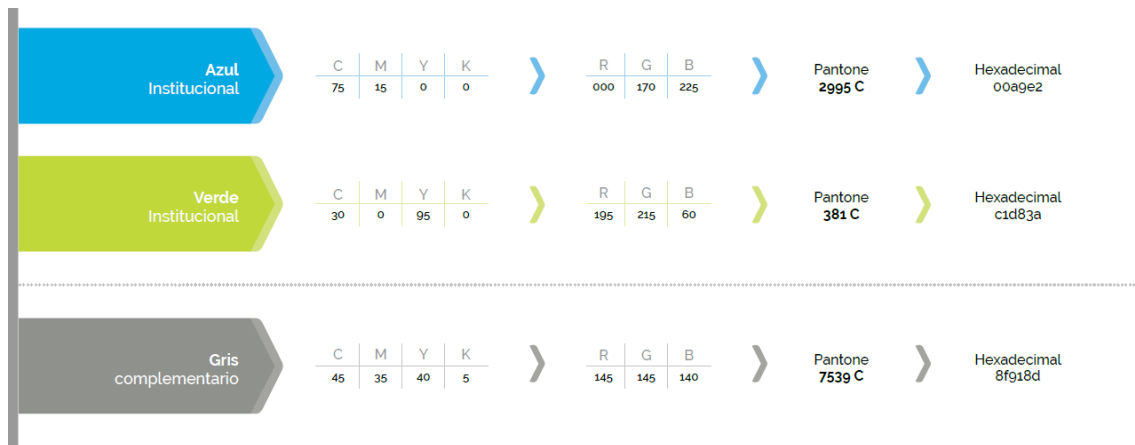 Azul
Institucional
C M Y K
75 15 0 0
R G B
000 170 225
Pantone
2995 C
Hexadecimal
00a9e2
Verde
Institucional
C M Y K
30 0 95 0
R G B
195 215 60
Pantone
381 C
Hexadecimal
c1d83a
Gris
complementario
C M Y K
45 35 40 5
R G B
145 145 140
Pantone
7539 C
Hexadecimal
8f918d